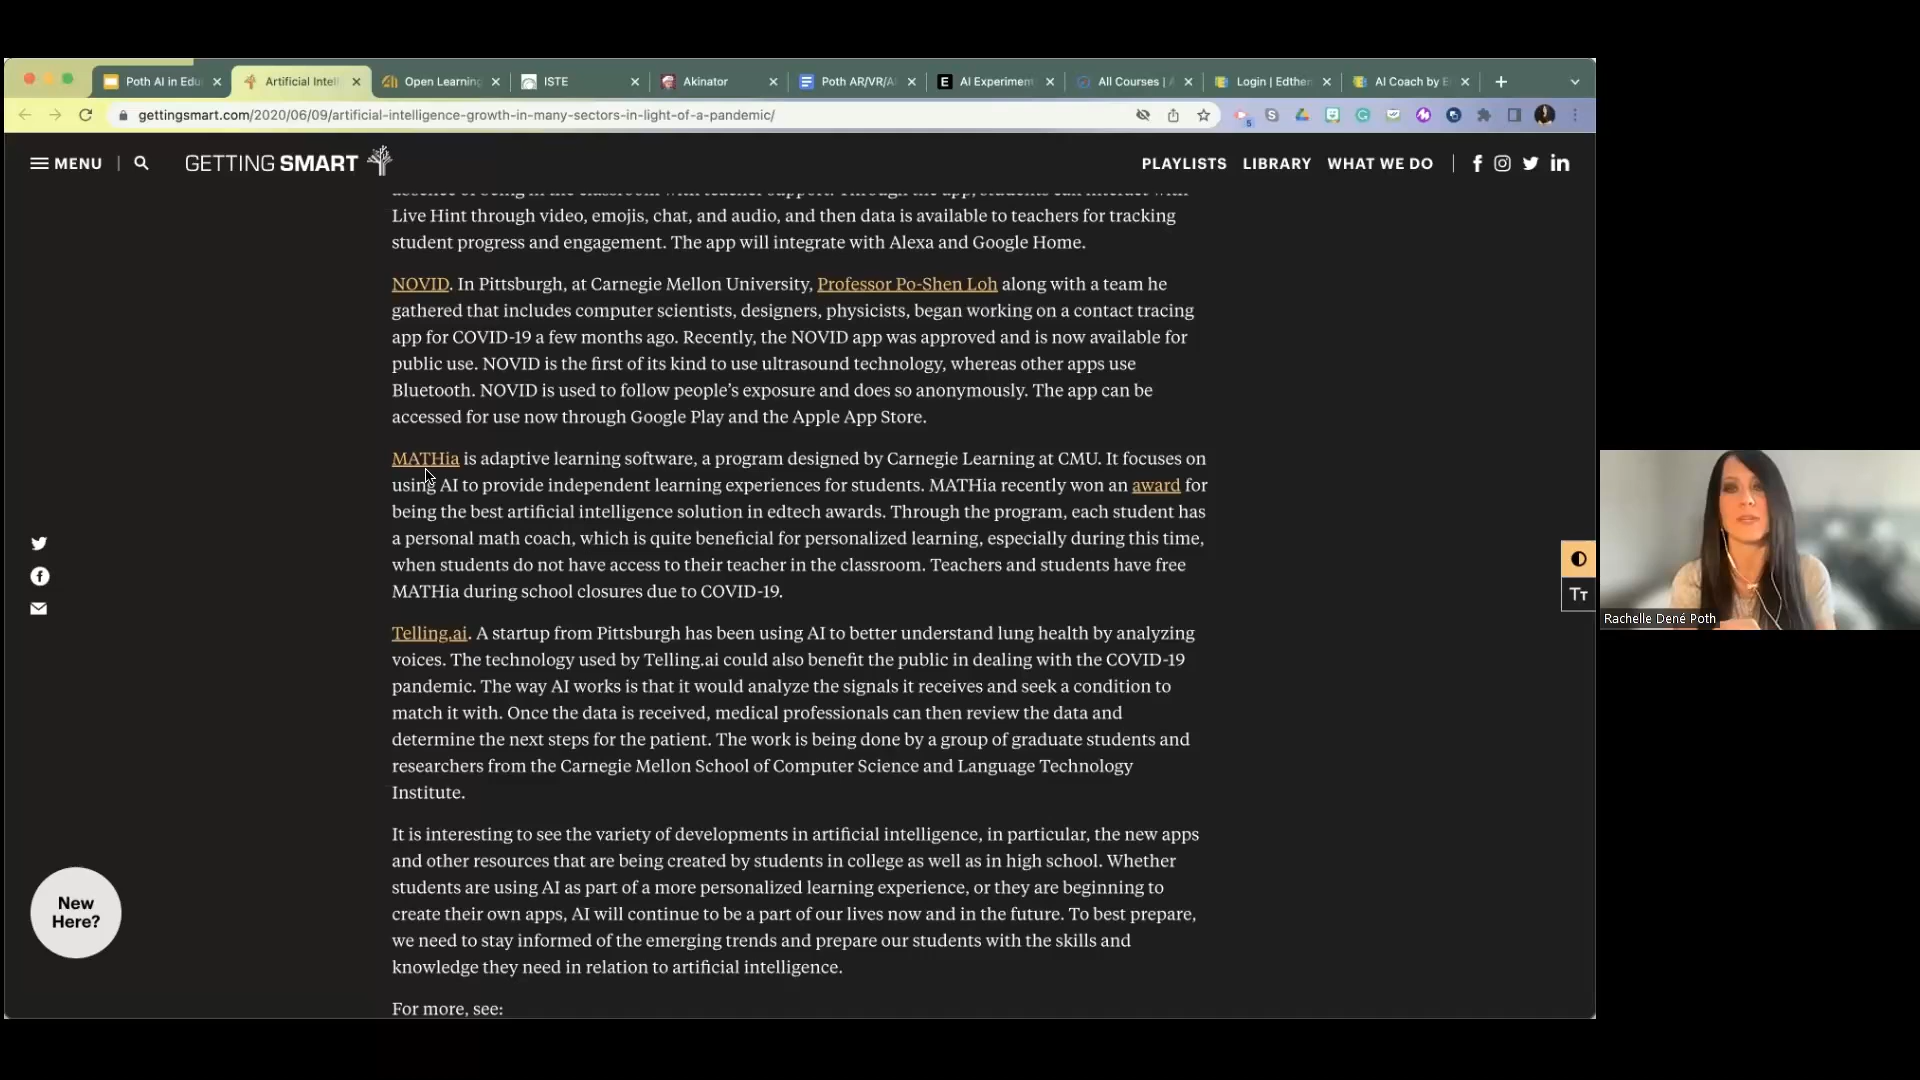 Poth AI in Edu
Artificial Intel
Open Learning
ISTE
Akinator
Poth AR/VR/A
AI Experimen
All Courses | A
Login | Edthen
AI Coach by E
gettingsmart.com/2020/06/09/artificial-intelligence-growth-in-many-sectors-in-light-of-a-pandemic/
5
MENU
GETTING SMART
PLAYLISTS LIBRARY WHAT WE DO
absence of being in the classroom with teacher support. Through the app, students can interact with
Live Hint through video, emojis, chat, and audio, and then data is available to teachers for tracking
student progress and engagement. The app will integrate with Alexa and Google Home.
NOVID. In Pittsburgh, at Carnegie Mellon University, Professor Po-Shen Loh along with a team he
gathered that includes computer scientists, designers, physicists, began working on a contact tracing
app for COVID-19 a few months ago. Recently, the NOVID app was approved and is now available for
public use. NOVID is the first of its kind to use ultrasound technology, whereas other apps use
Bluetooth. NOVID is used to follow people’s exposure and does so anonymously. The app can be
accessed for use now through Google Play and the Apple App Store.
MATHia is adaptive learning software, a program designed by Carnegie Learning at CMU. It focuses on
using AI to provide independent learning experiences for students. MATHia recently won an award for
being the best artificial intelligence solution in edtech awards. Through the program, each student has
a personal math coach, which is quite beneficial for personalized learning, especially during this time,
when students do not have access to their teacher in the classroom. Teachers and students have free
MATHia during school closures due to COVID-19.
Telling.ai. A startup from Pittsburgh has been using AI to better understand lung health by analyzing
voices. The technology used by Telling.ai could also benefit the public in dealing with the COVID-19
pandemic. The way AI works is that it would analyze the signals it receives and seek a condition to
match it with. Once the data is received, medical professionals can then review the data and
determine the next steps for the patient. The work is being done by a group of graduate students and
researchers from the Carnegie Mellon School of Computer Science and Language Technology
Institute.
It is interesting to see the variety of developments in artificial intelligence, in particular, the new apps
and other resources that are being created by students in college as well as in high school. Whether
students are using AI as part of a more personalized learning experience, or they are beginning to
create their own apps, AI will continue to be a part of our lives now and in the future. To best prepare,
we need to stay informed of the emerging trends and prepare our students with the skills and
knowledge they need in relation to artificial intelligence.
For more, see:
New
Here?
TT
Rachelle Dené Poth